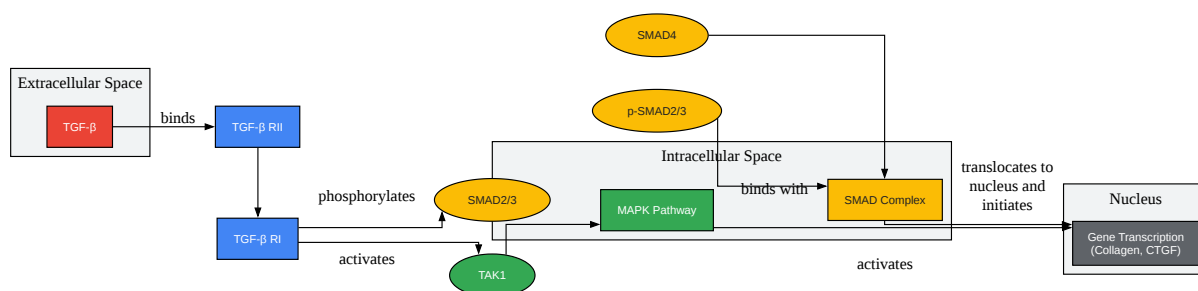 SMAD4
Extracellular Space
TGF-β
binds
TGF-β RII
p-SMAD2/3
Intracellular Space
phosphorylates
SMAD2/3
MAPK Pathway
binds with
SMAD Complex
translocates to
nucleus and
initiates
Nucleus
TGF-β RI
activates
TAK1
activates
Gene Transcription
(Collagen, CTGF)